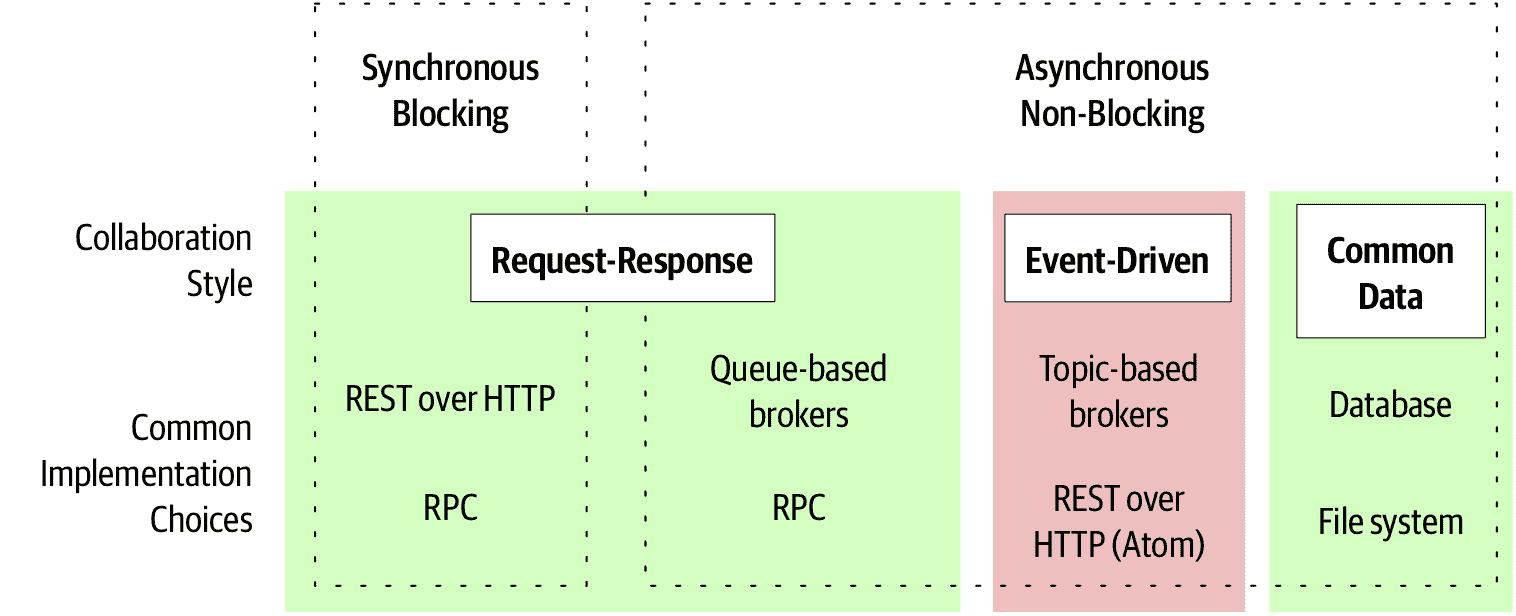 Synchronous
Blocking
Asynchronous
Non-Blocking
Collaboration
Style
Request-Response
Event-Driven
Common
Data
Common
Implementation
Choices
REST over HTTP
RPC
Queue-based
brokers
RPC
Topic-based
brokers
REST over
HTTP (Atom)
Database
File system